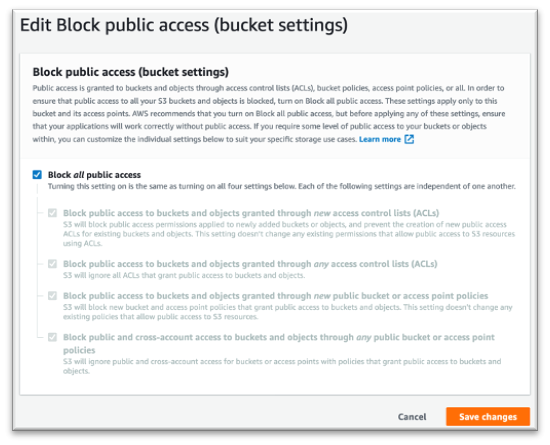 Edit Block public access (bucket settings)
Block public access (bucket settings)
Public access is granted to buckets and objects through access control lists (ACLs), bucket policies, access point policies, or all. In order to
ensure that public access to all your S3 buckets and objects is blocked, turn on Block all public access. These settings apply only to this
bucket and its access points. AWS recommends that you turn on Block all public access, but before applying any of these settings, ensure
that your applications will work correctly without public access. If you require some level of public access to your buckets or objects
within, you can customize the individual settings below to suit your specific storage use cases. Learn more
Block all public access
Turning this setting on is the same as turning on all four settings below. Each of the following settings are independent of one another.
Block public access to buckets and objects granted through new access control lists (ACLs)
S3 will block public access permissions applied to newly added buckets or objects, and prevent the creation of new public access
ACLs for existing buckets and objects. This setting doesn't change any existing permissions that allow public access to S3 resources
using ACLs.
Block public access to buckets and objects granted through any access control lists (ACLs)
S3 will ignore all ACLs that grant public access to buckets and objects.
Block public access to buckets and objects granted through new public bucket or access point policies
S3 will block new bucket and access point policies that grant public access to buckets and objects. This setting doesn't change any
existing policies that allow public access to S3 resources.
Block public and cross-account access to buckets and objects through any public bucket or access point
policies
S3 will ignore public and cross-account access for buckets or access points with policies that grant public access to buckets and
objects.
Cancel
Save changes